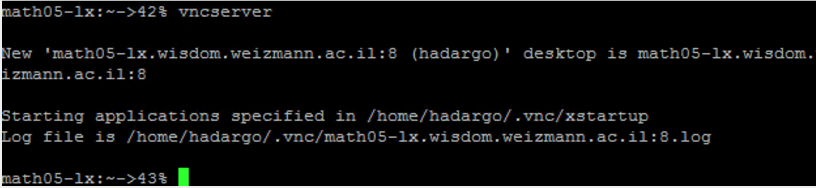 math05-lx:~->42% vncserver
New 'math05-lx.wisdom.weizmann.ac.il:8 (hadargo)' desktop is math05-lx.wisdom.
izmann.ac.il:8
Starting applications specified in /home/hadargo/.vnc/xstartup
Log file is /home/hadargo/.vnc/math05-lx.wisdom.weizmann.ac.il:8.log
math05-lx:~->43%